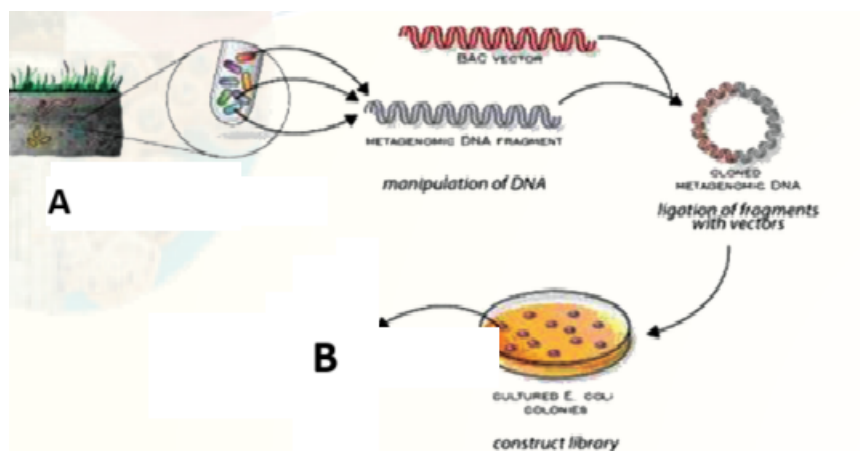 BAC VECTOR
METAGENOMIC DNA FRAGMENT
manipulation of DNA
A
CLONED
METAGENOMIC DNA
ligation of fragments
with vectors
B
CULTURED E. COLI
COLONIES
construct library